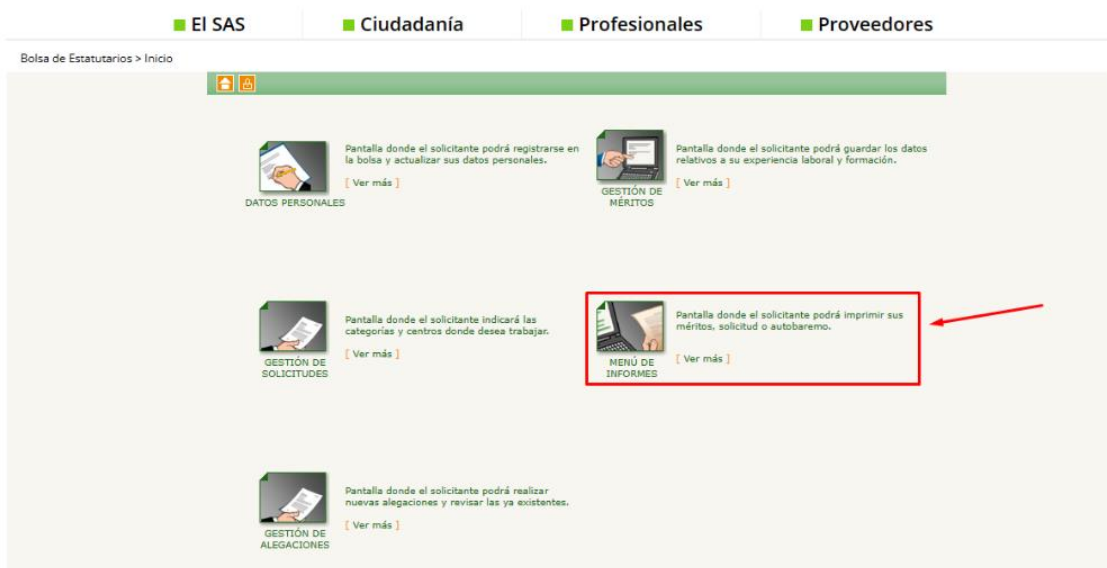 El SAS
Ciudadanía
Profesionales
Proveedores
Bolsa de Estatutarios > Inicio
Pantalla donde el solicitante podrá registrarse en
la bolsa y actualizar sus datos personales.
[ Ver más ]
DATOS PERSONALES
Pantalla donde el solicitante podrá guardar los datos
relativos a su experiencia laboral y formación.
[ Ver más ]
GESTIÓN DE
MÉRITOS
Pantalla donde el solicitante indicará las
categorías y centros donde desea trabajar.
[ Ver más ]
GESTIÓN DE
SOLICITUDES
Pantalla donde el solicitante podrá imprimir sus
méritos, solicitud o autobaremo.
[ Ver más ]
MENÚ DE
INFORMES
Pantalla donde el solicitante podrá realizar
nuevas alegaciones y revisar las ya existentes.
[ Ver más ]
GESTIÓN DE
ALEGACIONES